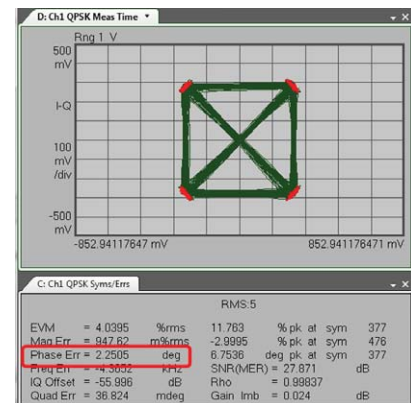 D: Ch1 QPSK Meas Time
Rng 1 V
500
mV
I-Q
100
mV
/div
-500
mV
-852.94117647 mV
852.941176471 mV
C: Ch1 QPSK Syms/Errs
RMS:5
EVM = 4.0395 %rms 11.763 % pk at sym 377
Mag Err = 947.62 m%rms -2.9995 % pk at sym 476
Phase Err = 2.2505 deg 6.7536 deg pk at sym 377
Freq Err = -4.3652 kHz SNR(MER) = 27.871 dB
IQ Offset = -55.996 dB Rho = 0.99837
Quad Err = 36.824 mdeg Gain Imb = 0.024 dB